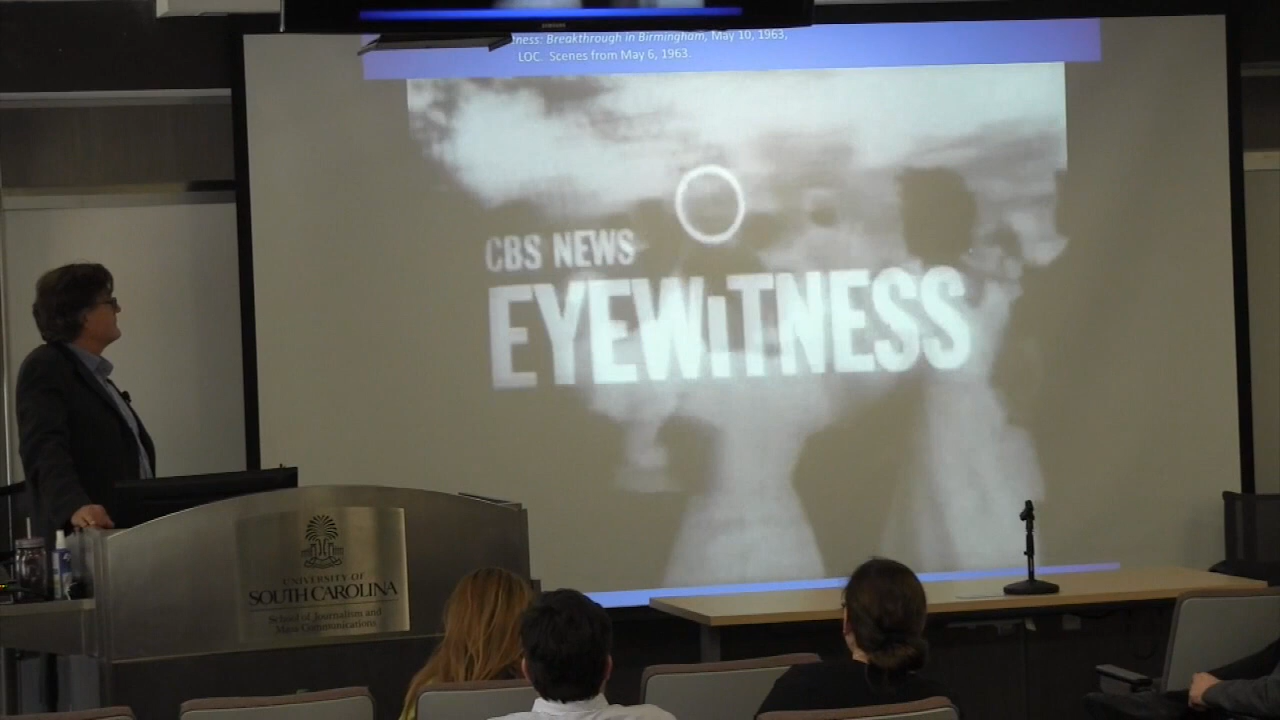 Breakthrough in Birmingham, May 10, 1963,
LOC. Scenes from May 6, 1963.
CBS NEWS
EYEWiTNESS
UNIVERSITY OF
SOUTH CAROLINA
School of Journalism and
Mass Communications
SAMSUNG